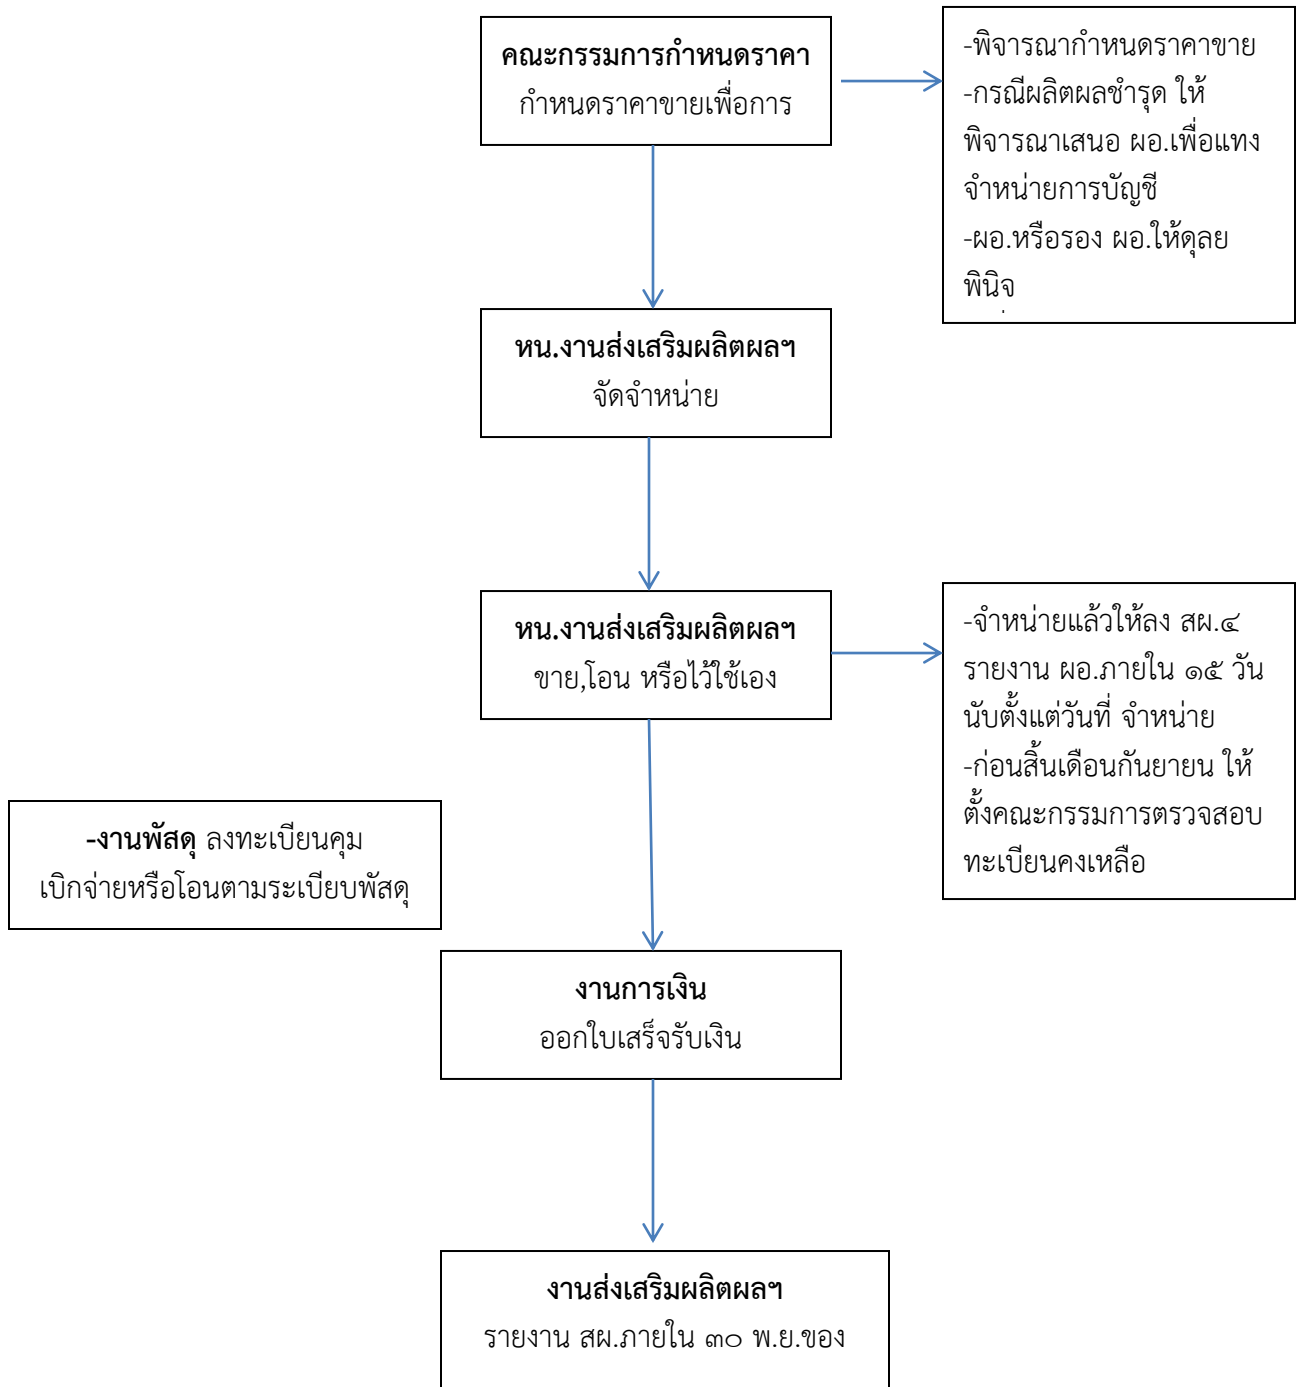 คณะกรรมการกำหนดราคา
กำหนดราคาขายเพื่อการ
-พิจารณากำหนดราคาขาย
-กรณีผลิตผลชำรุด ให้
พิจารณาเสนอ ผอ.เพื่อแทง
จำหน่ายการบัญชี
-ผอ.หรือรอง ผอ.ให้ดุลย
พินิจ
หน.งานส่งเสริมผลิตผลฯ
จัดจำหน่าย
หน.งานส่งเสริมผลิตผลฯ
ขาย,โอน หรือไว้ใช้เอง
-จำหน่ายแล้วให้ลง สผ.๔
รายงาน ผอ.ภายใน ๑๕ วัน
นับตั้งแต่วันที่ จำหน่าย
-ก่อนสิ้นเดือนกันยายน ให้
ตั้งคณะกรรมการตรวจสอบ
ทะเบียนคงเหลือ
-งานพัสดุ ลงทะเบียนคุม
เบิกจ่ายหรือโอนตามระเบียบพัสดุ
งานการเงิน
ออกใบเสร็จรับเงิน
งานส่งเสริมผลิตผลฯ
รายงาน สผ.ภายใน ๓๐ พ.ย.ของ